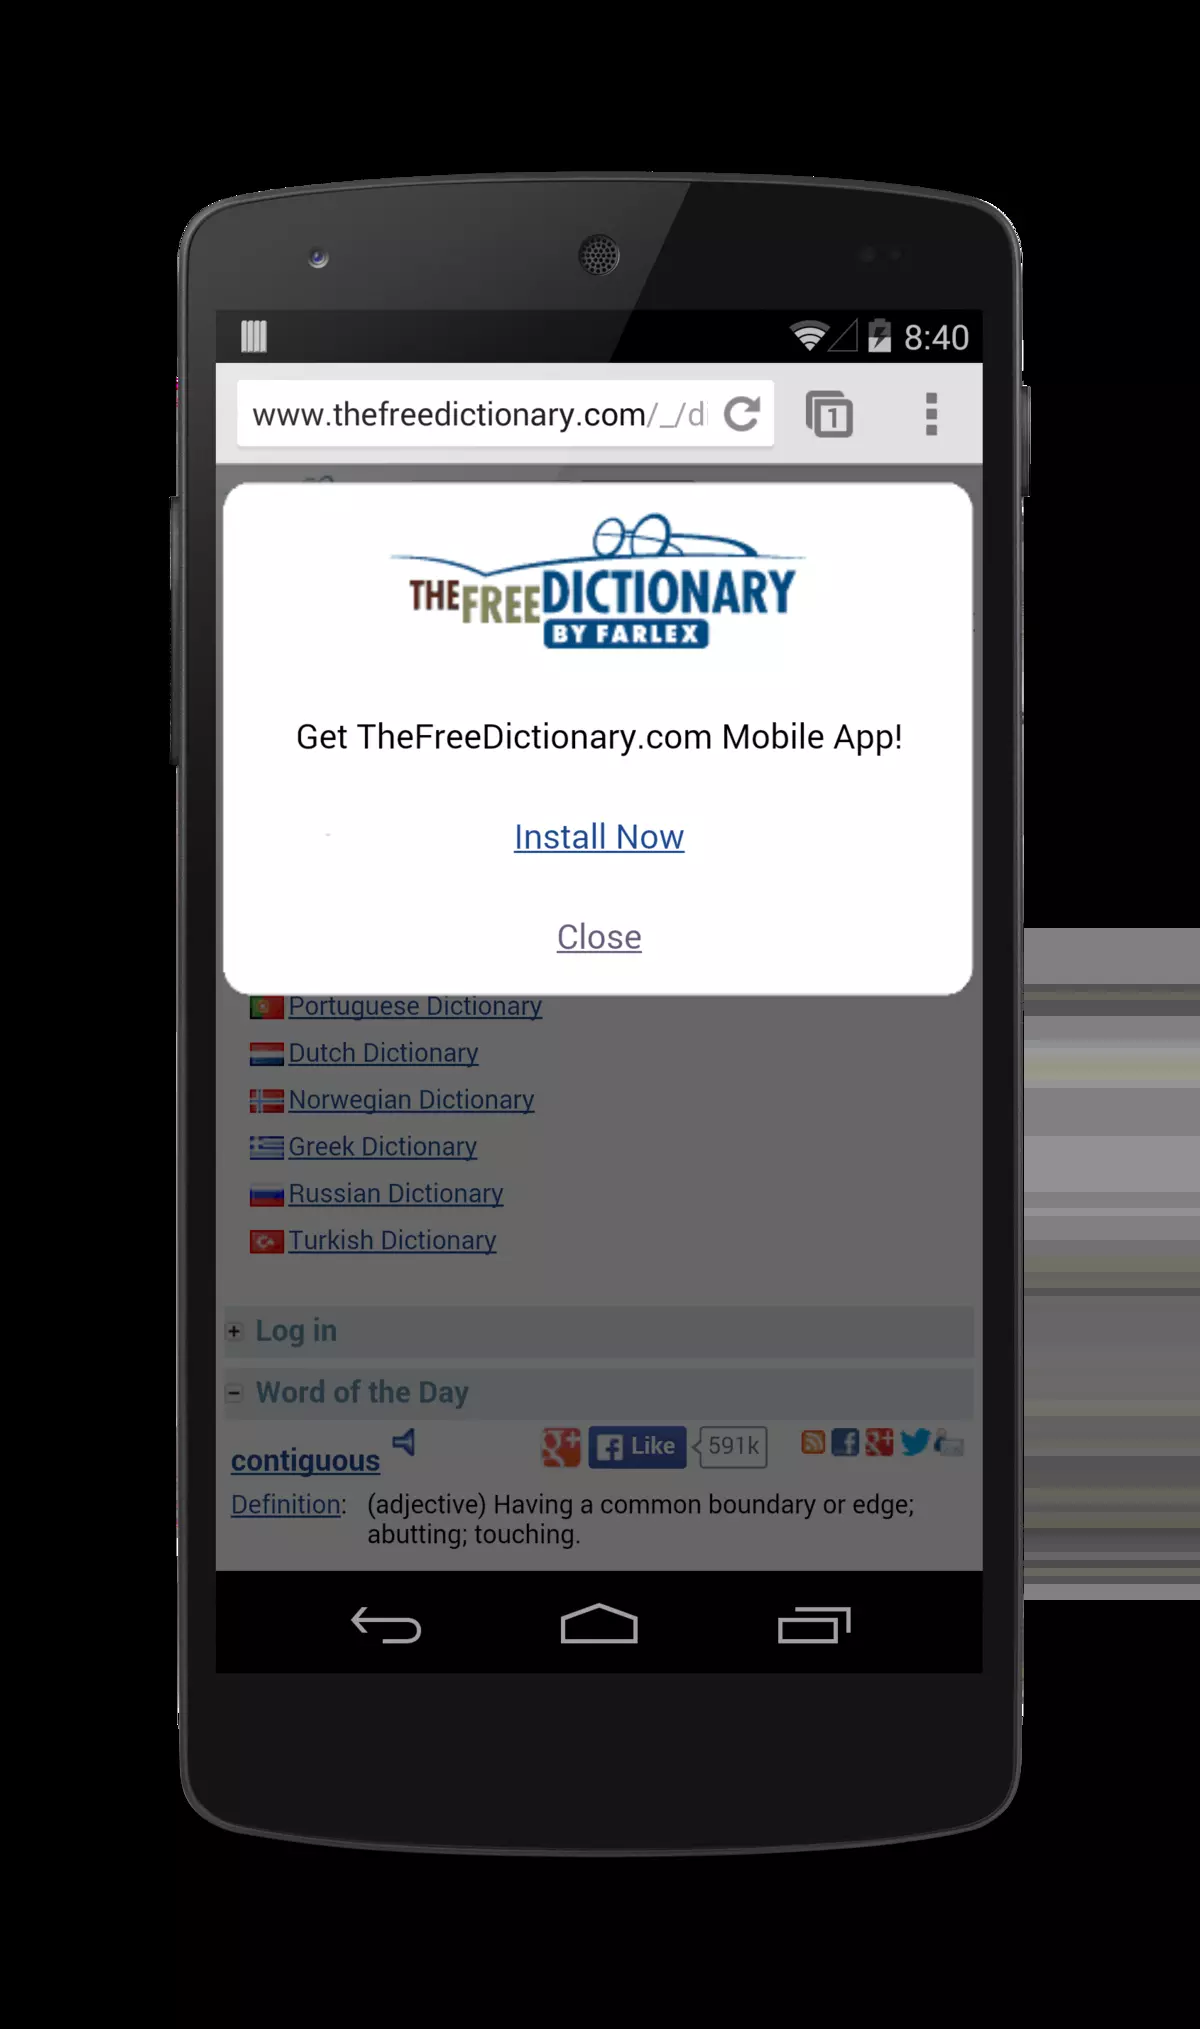 8:40
www.thefreedictionary.com/_/di
1
THE FREE DICTIONARY
BY FARLEX
Get TheFreeDictionary.com Mobile App!
Install Now
Close
Portuguese Dictionary
Dutch Dictionary
Norwegian Dictionary
Greek Dictionary
Russian Dictionary
Turkish Dictionary
+ Log in
− Word of the Day
contiguous g+ f Like 591k f g+
Definition: (adjective) Having a common boundary or edge;
abutting; touching.